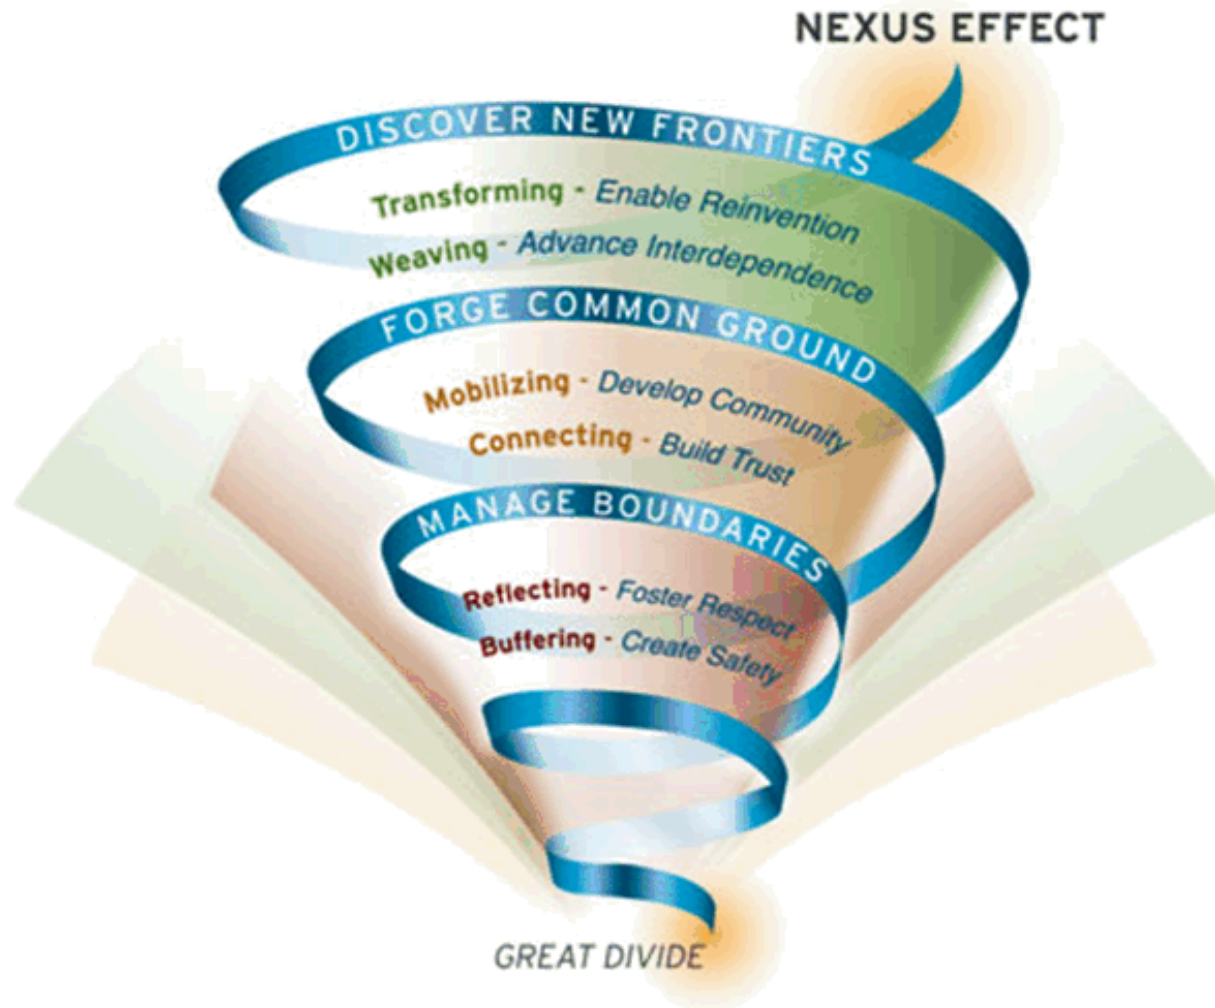 NEXUS EFFECT
DISCOVER NEW FRONTIERS
Transforming - Enable Reinvention
Weaving - Advance Interdependence
FORGE COMMON GROUND
Mobilizing - Develop Community
Connecting - Build Trust
MANAGE BOUNDARIES
Reflecting - Foster Respect
Buffering - Create Safety
GREAT DIVIDE